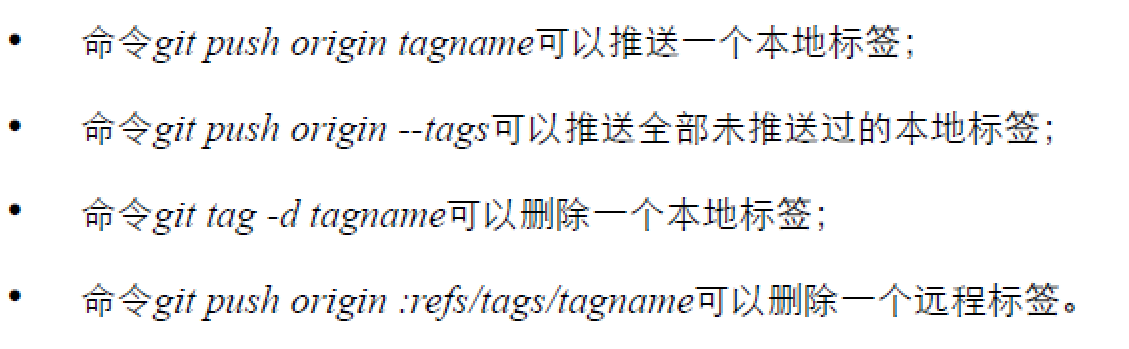 • 命令git push origin tagname可以推送一个本地标签；
• 命令git push origin --tags可以推送全部未推送过的本地标签；
• 命令git tag -d tagname可以删除一个本地标签；
• 命令git push origin :refs/tags/tagname可以删除一个远程标签。